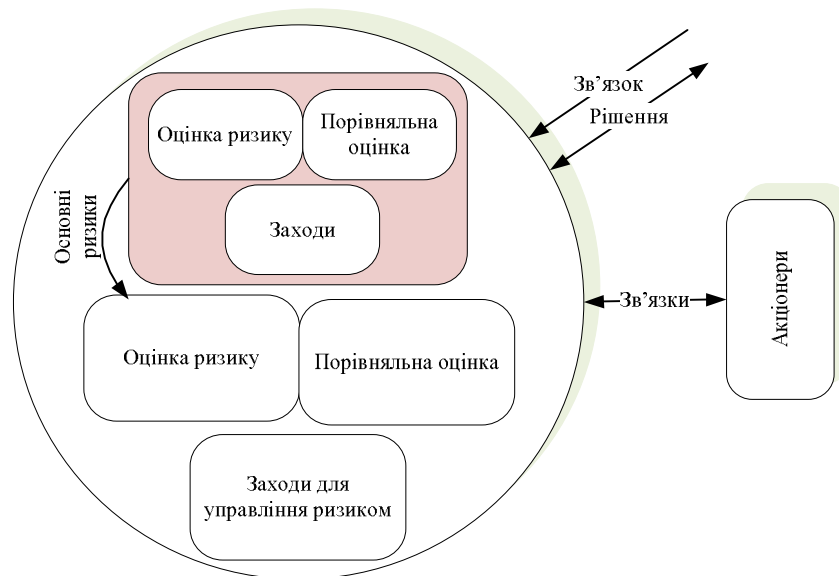 Зв’язок
Рішення
Оцінка ризику
Порівняльна
оцінка
Заходи
Основні
ризики
Зв’язки
Акціонери
Оцінка ризику
Порівняльна оцінка
Заходи для
управління ризиком